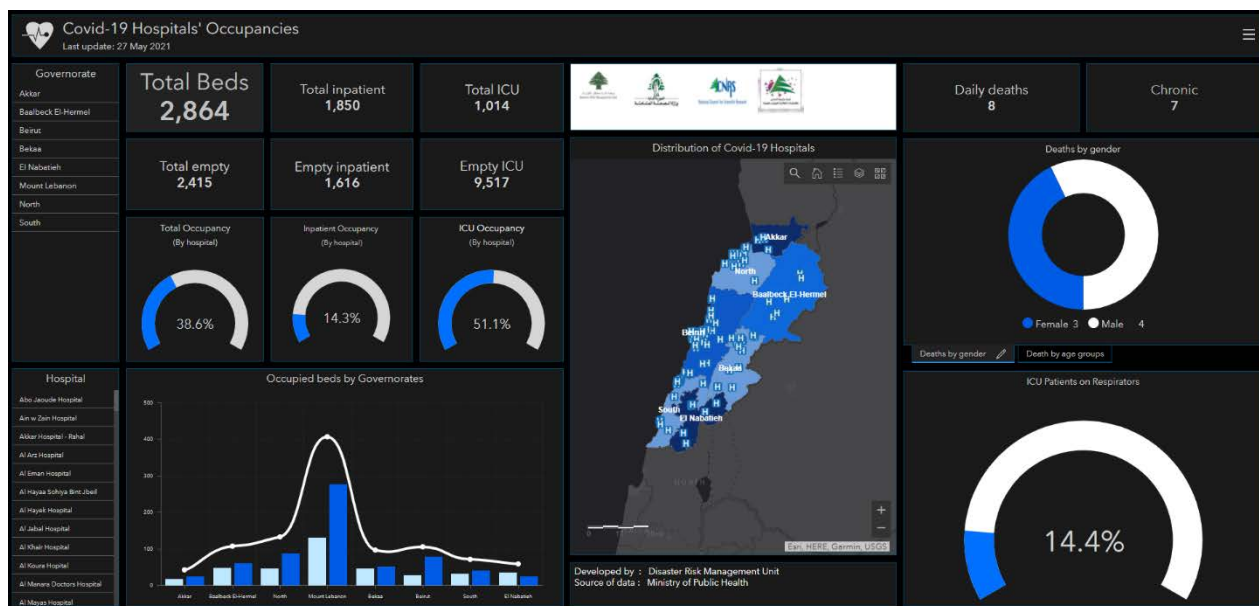 Covid-19 Hospitals' Occupancies
Last update: 27 May 2021
Governorate
Akkar
Baalbeck El-Hermel
Beirut
Bekaa
El Nabatieh
Mount Lebanon
North
South
Total Beds
2,864
Total inpatient
1,850
Total ICU
1,014
Total empty
2,415
Empty inpatient
1,616
Empty ICU
9,517
Total Occupancy
(By hospital)
38.6%
Inpatient Occupancy
(By hospital)
14.3%
ICU Occupancy
(By hospital)
51.1%
CNRS
Daily deaths
8
Chronic
7
Distribution of Covid-19 Hospitals
Akkar
North
Baalbeck El-Hermel
South
El Nabatieh
Esri, HERE, Garmin, USGS
Developed by : Disaster Risk Management Unit
Source of data : Ministry of Public Health
Deaths by gender
Female 3 Male 4
Deaths by gender
Death by age groups
ICU Patients on Respirators
14.4%
Hospital
Abo Jaoude Hospital
Ain w Zain Hospital
Akkar Hospital - Rahal
Al Arz Hospital
Al Eman Hospital
Al Hayaa Sohiya Bint Jbeil
Al Hayek Hospital
Al Jabal Hospital
Al Khair Hospital
Al Koura Hopital
Al Manara Doctors Hospital
Al Mayas Hospital
Occupied beds by Governorates
500
400
300
200
100
0
Akkar
Baalbeck El-Hermel
North
Mount Lebanon
Bekaa
Beirut
South
El Nabatieh